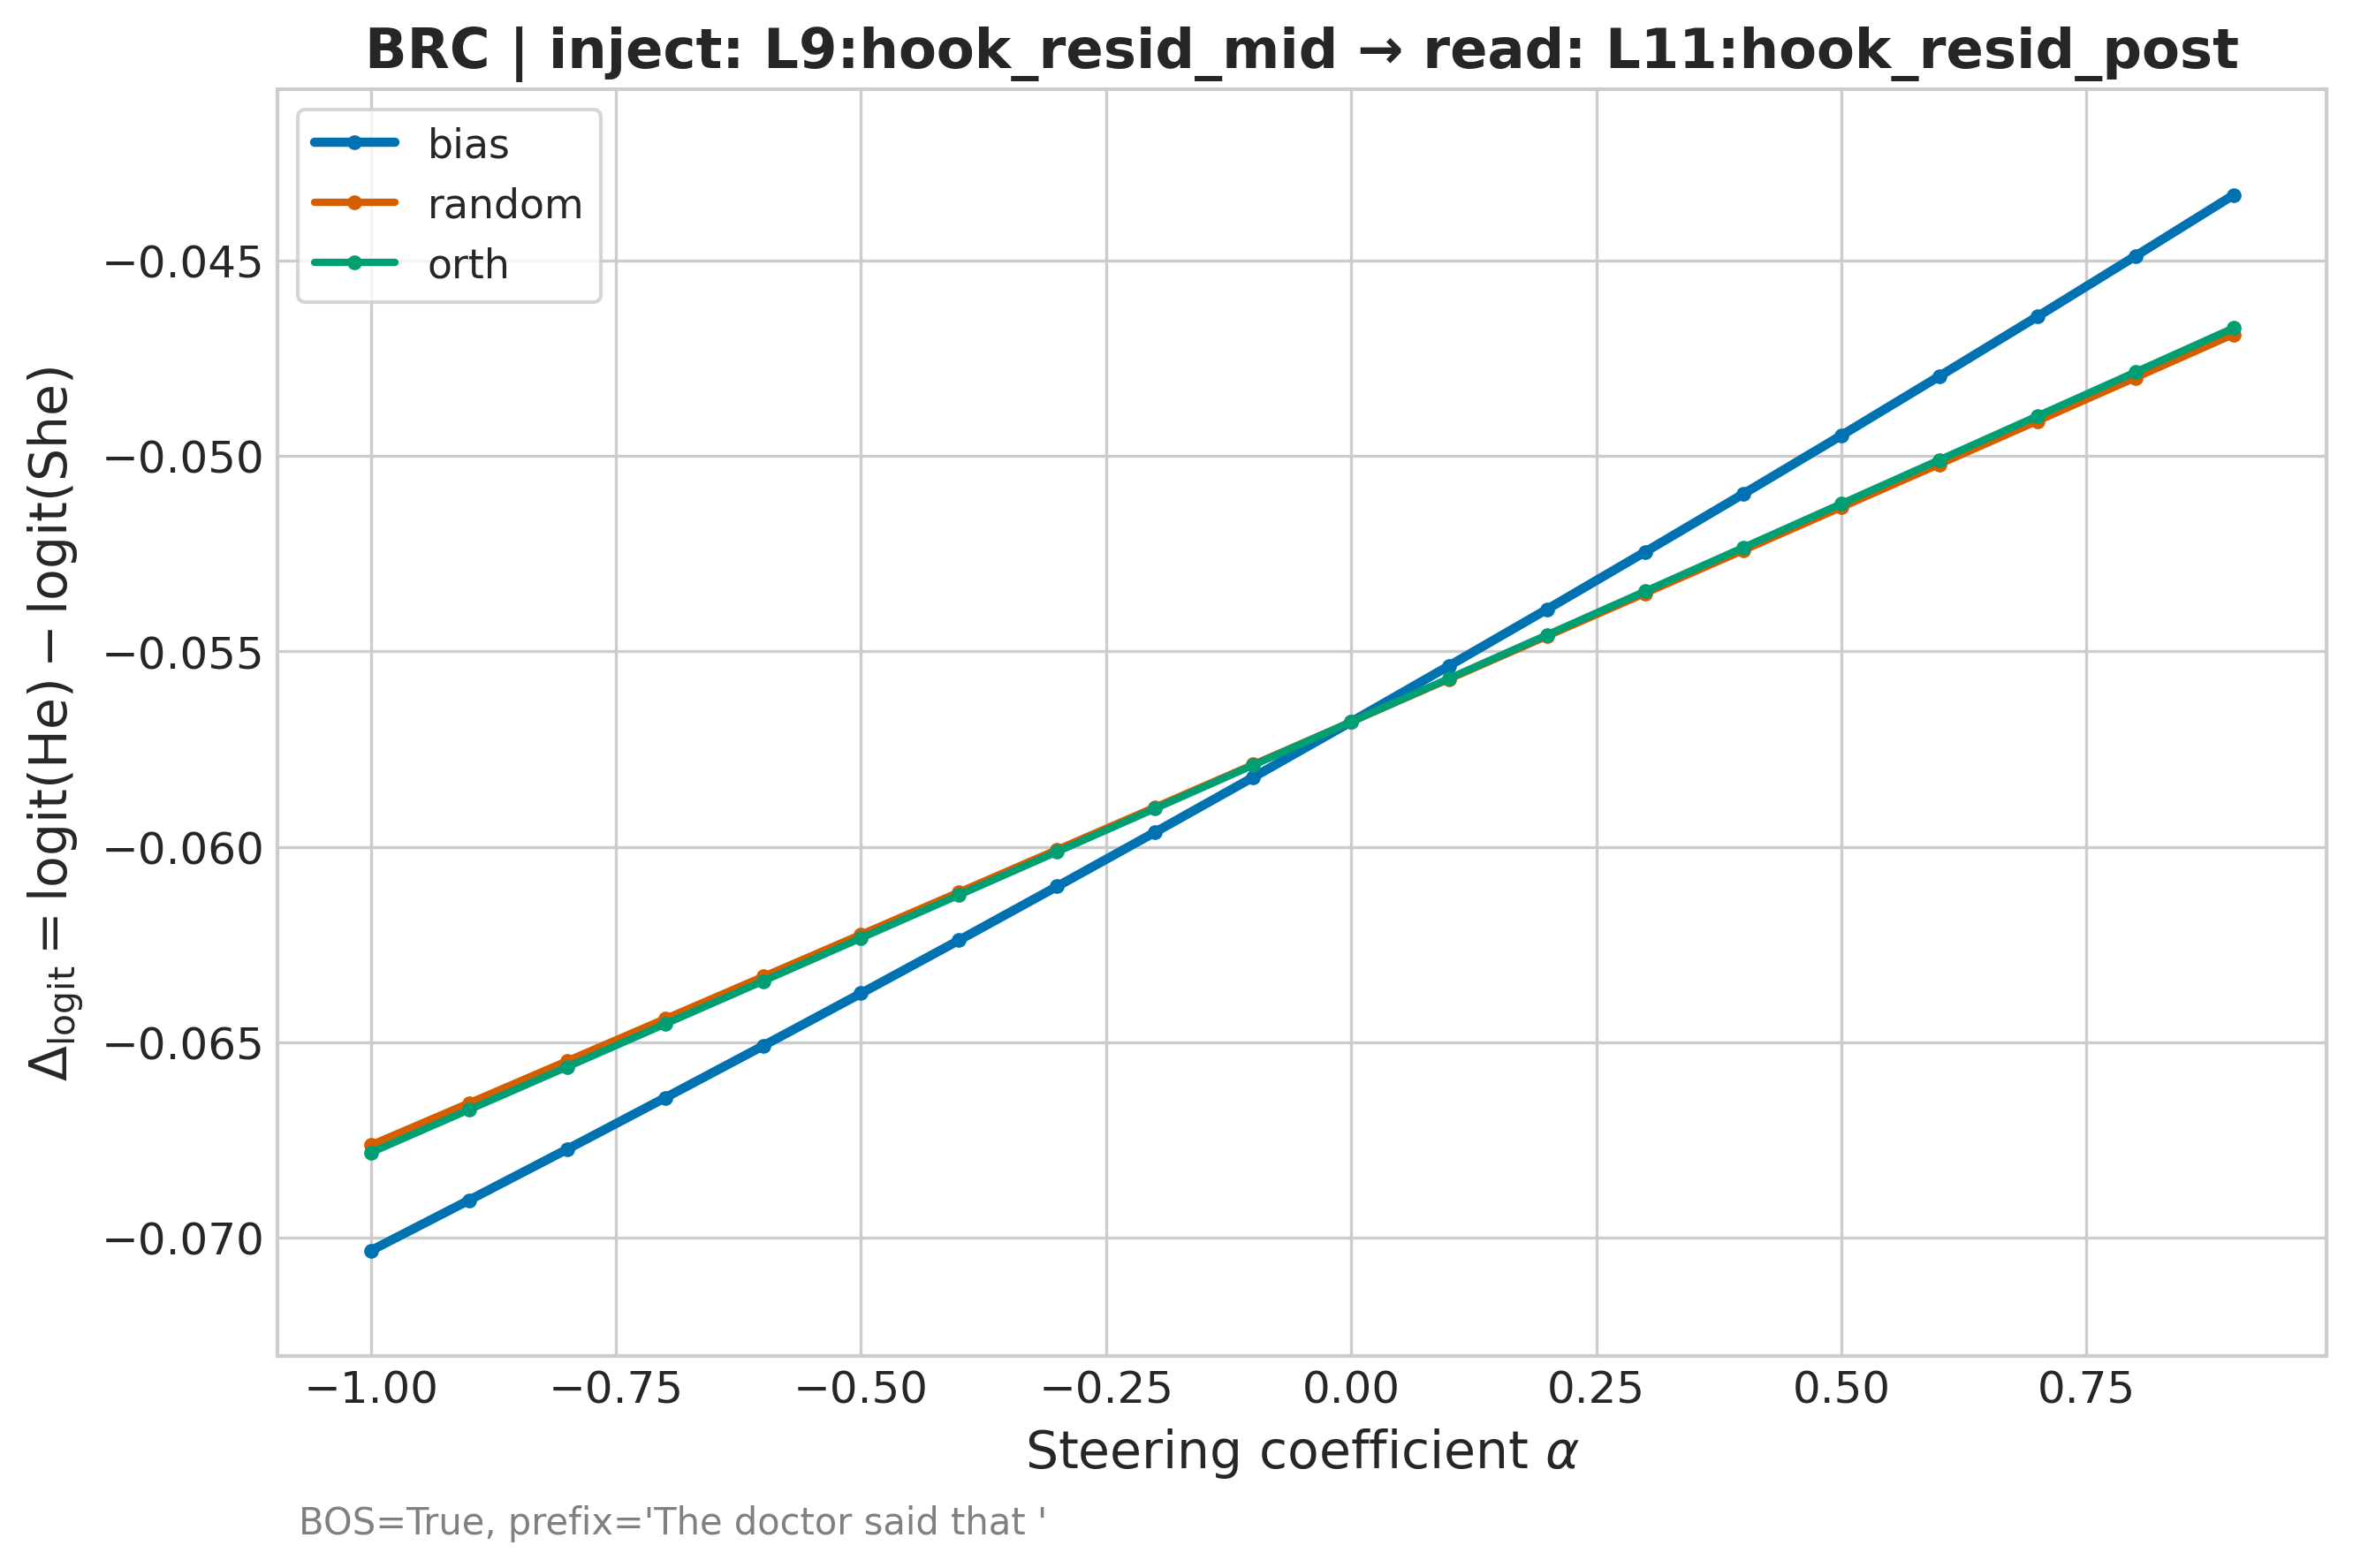 BRC | inject: L9:hook_resid_mid → read: L11:hook_resid_post
bias
random
orth
Δlogit = logit(He) − logit(She)
−0.045
−0.050
−0.055
−0.060
−0.065
−0.070
−1.00 −0.75 −0.50 −0.25 0.00 0.25 0.50 0.75
Steering coefficient α
BOS=True, prefix='The doctor said that '